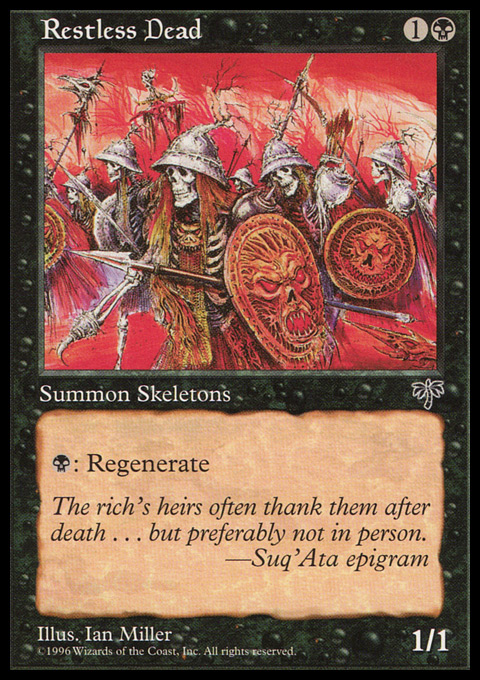 Restless Dead 1
Summon Skeletons
: Regenerate
The rich's heirs often thank them after
death . . . but preferably not in person.
—Suq'Ata epigram
Illus. Ian Miller
©1996 Wizards of the Coast, Inc. All rights reserved.
1/1